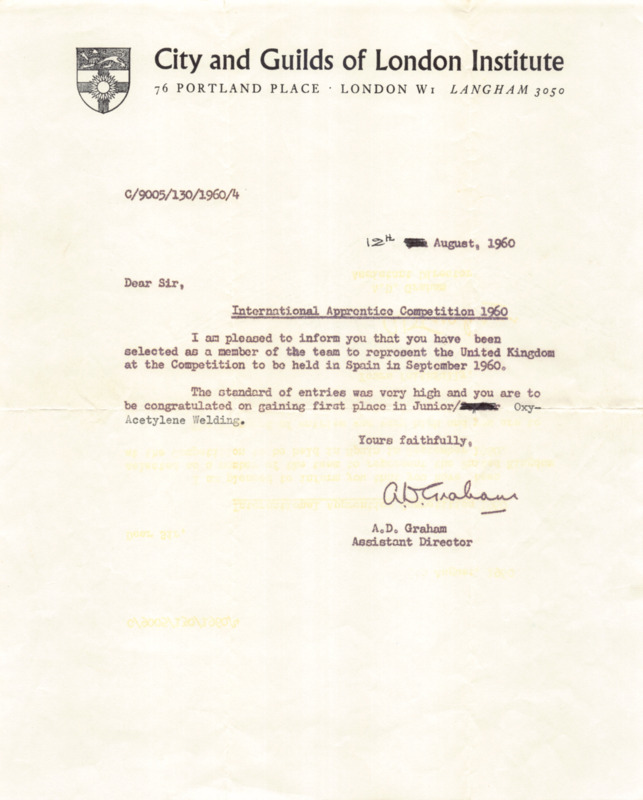 City and Guilds of London Institute
76 PORTLAND PLACE · LONDON W1 LANGHAM 3050
C/9005/130/1960/4
12TH August, 1960
Dear Sir,
International Apprentice Competition 1960
I am pleased to inform you that you have been
selected as a member of the team to represent the United Kingdom
at the Competition to be held in Spain in September 1960.
The standard of entries was very high and you are to
be congratulated on gaining first place in Junior/ Oxy-
Acetylene Welding.
Yours faithfully,
A.D. Graham
A.D. Graham
Assistant Director